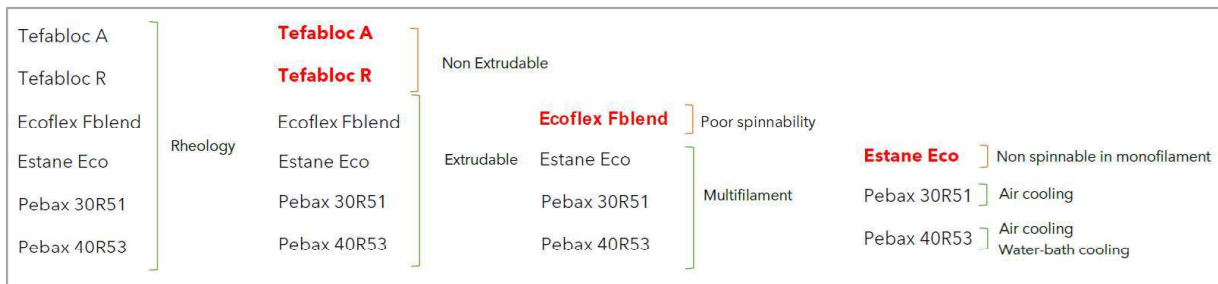 Tefabloc A
Tefabloc R
Ecoflex Fblend
Estane Eco
Pebax 30R51
Pebax 40R53
Rheology
Tefabloc A
Tefabloc R
Non Extrudable
Ecoflex Fblend
Estane Eco
Pebax 30R51
Pebax 40R53
Extrudable
Ecoflex Fblend
Poor spinnability
Estane Eco
Pebax 30R51
Pebax 40R53
Multifilament
Estane Eco
Non spinnable in monofilament
Pebax 30R51
Air cooling
Pebax 40R53
Air cooling
Water-bath cooling